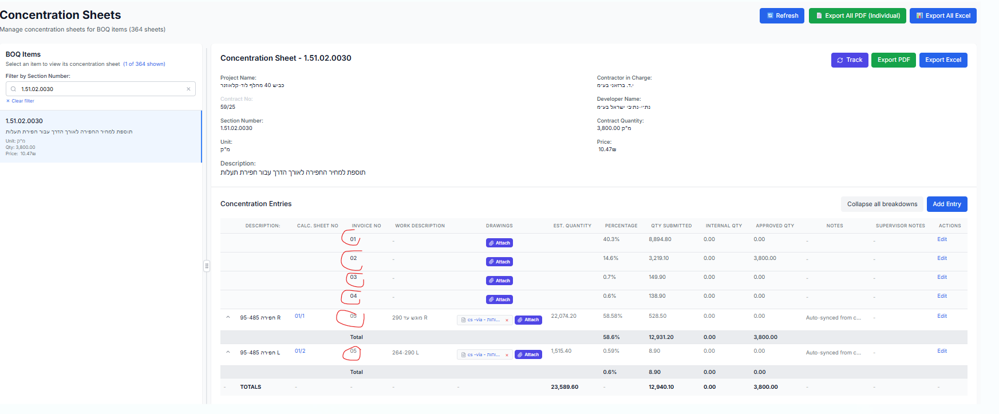 Concentration Sheets
Manage concentration sheets for BOQ items (364 sheets)
Refresh
Export All PDF (Individual)
Export All Excel
BOQ Items
Select an item to view its concentration sheet (1 of 364 shown)
Filter by Section Number:
1.51.02.0030 ×
× Clear filter
1.51.02.0030
תוספת למחיר החפירה לאורך הדרך עבור חפירת תעלות
Unit: מ"ק
Qty: 3,800.00
Price: 10.47₪
Concentration Sheet - 1.51.02.0030
Track
Export PDF
Export Excel
Project Name:
כביש 40 מחלף לוד-קלאוזנר
Contractor in Charge:
י.ד. ברזאני בע"מ
Contract No:
59/25
Developer Name:
נת"י-נתיבי ישראל בע"מ
Section Number:
1.51.02.0030
Contract Quantity:
3,800.00 מ"ק
Unit:
מ"ק
Price:
10.47₪
Description:
תוספת למחיר החפירה לאורך הדרך עבור חפירת תעלות
Concentration Entries
Collapse all breakdowns
Add Entry
DESCRIPTION: CALC. SHEET NO INVOICE NO WORK DESCRIPTION DRAWINGS EST. QUANTITY PERCENTAGE QTY SUBMITTED INTERNAL QTY APPROVED QTY NOTES SUPERVISOR NOTES ACTIONS
01 - Attach 40.3% 8,894.80 0.00 0.00 - - Edit
02 - Attach 14.6% 3,219.10 0.00 3,800.00 - - Edit
03 - Attach 0.7% 149.90 0.00 0.00 - - Edit
04 - Attach 0.6% 138.90 0.00 0.00 - - Edit
95-485 חפירה R 01/1 05 290 מוגש עד R cs -via - וחות... × Attach 22,074.20 58.58% 528.50 0.00 0.00 Auto-synced from c... - Edit
Total 58.6% 12,931.20 0.00 3,800.00
95-485 חפירה L 01/2 05 264-290 L cs -via - וחות... × Attach 1,515.40 0.59% 8.90 0.00 0.00 Auto-synced from c... - Edit
Total 0.6% 8.90 0.00 0.00
- TOTALS - - - - 23,589.60 - 12,940.10 0.00 3,800.00 - - -